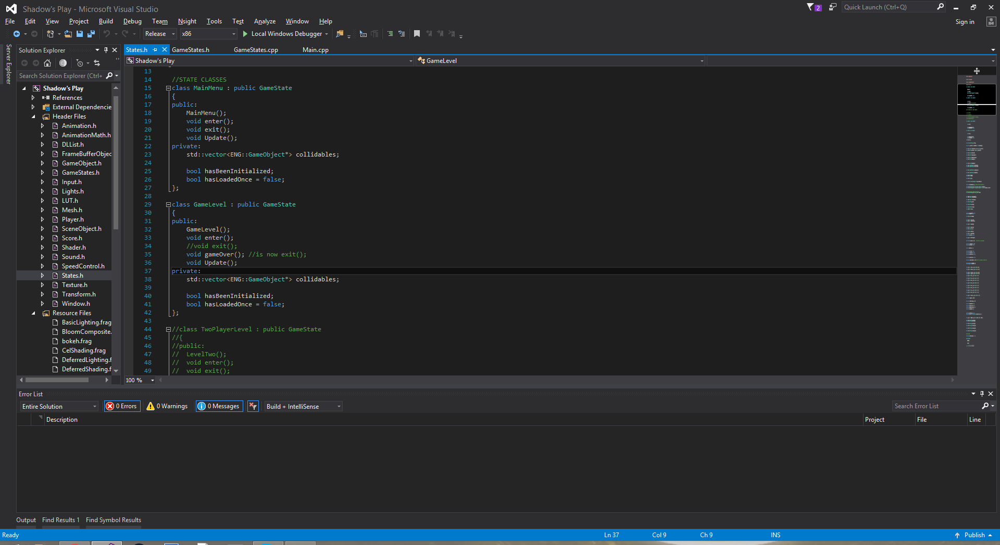 Shadow's Play - Microsoft Visual Studio
2
Quick Launch (Ctrl+Q)
File Edit View Project Build Debug Team Nsight Tools Test Analyze Window Help
Sign in
Release x86 Local Windows Debugger
Server Explorer
Solution Explorer
Search Solution Explorer (Ctrl+
Shadow's Play
References
External Dependencie
Header Files
Animation.h
AnimationMath.h
DLList.h
FrameBufferObjec
GameObject.h
GameStates.h
Input.h
Lights.h
LUT.h
Mesh.h
Player.h
SceneObject.h
Score.h
Shader.h
Sound.h
SpeedControl.h
States.h
Texture.h
Transform.h
Window.h
Resource Files
BasicLighting.frag
BloomComposite.
bokeh.frag
CelShading.frag
DeferredLighting.f
DeferredShading.f
States.h GameStates.h GameStates.cpp Main.cpp
Shadow's Play GameLevel
13
14 //STATE CLASSES
15 class MainMenu : public GameState
16 {
17 public:
18 MainMenu();
19 void enter();
20 void exit();
21 void Update();
22 private:
23 std::vector<ENG::GameObject*> collidables;
24
25 bool hasBeenInitialized;
26 bool hasLoadedOnce = false;
27 };
28
29 class GameLevel : public GameState
30 {
31 public:
32 GameLevel();
33 void enter();
34 //void exit();
35 void gameOver(); //is now exit();
36 void Update();
37 private:
38 std::vector<ENG::GameObject*> collidables;
39
40 bool hasBeenInitialized;
41 bool hasLoadedOnce = false;
42 };
43
44 //class TwoPlayerLevel : public GameState
45 //{
46 //public:
47 // LevelTwo();
48 // void enter();
49 // void exit();
100 %
Error List
Entire Solution 0 Errors 0 Warnings 0 Messages Build + IntelliSense
Search Error List
Description Project File Line
Output Find Results 1 Find Symbol Results
Ready Ln 37 Col 9 Ch 9 INS Publish